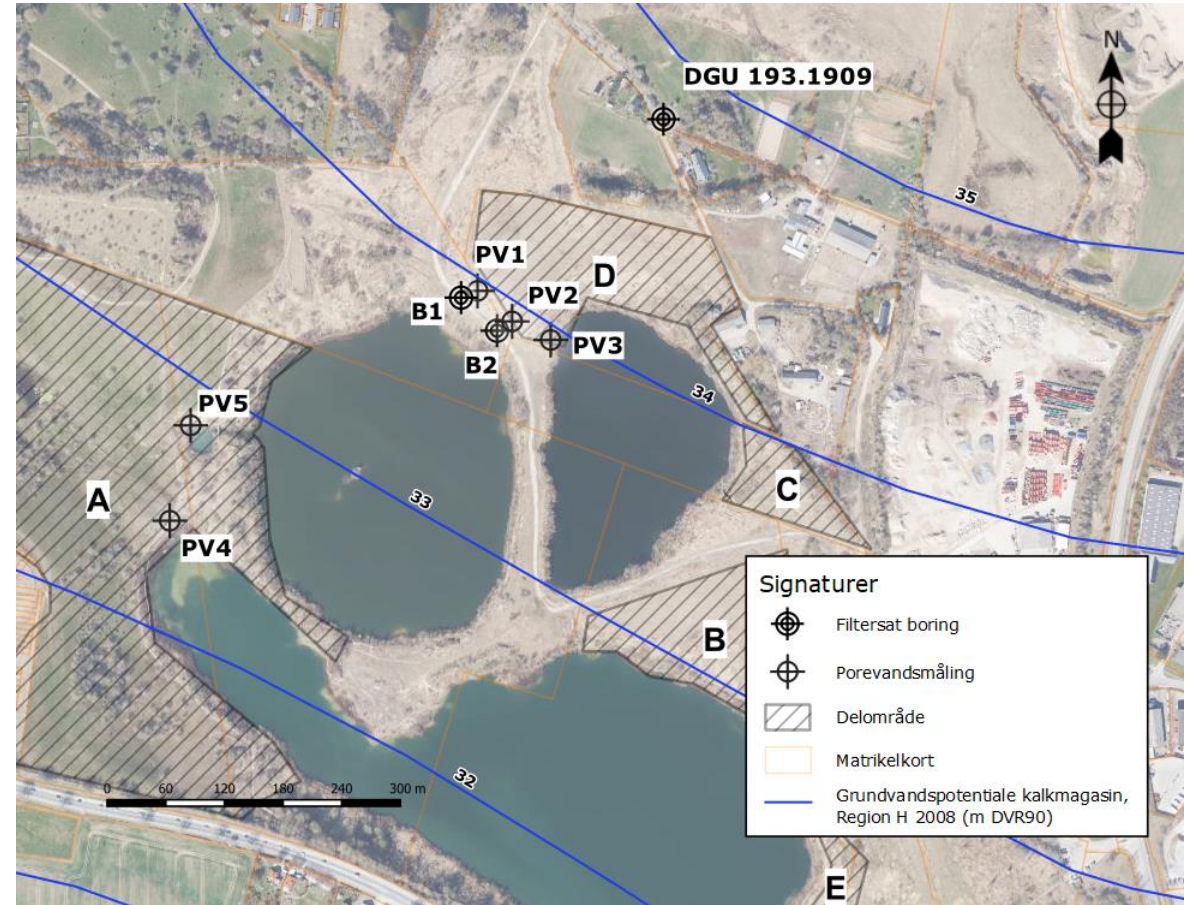 N
DGU 193.1909
35
PV1
D
B1
PV2
B2
PV3
34
PV5
A
33
C
PV4
B
Signaturer
Filtersat boring
Porevandsmåling
Delområde
Matrikelkort
Grundvandspotentiale kalkmagasin,
Region H 2008 (m DVR90)
32
0 60 120 180 240 300 m
E